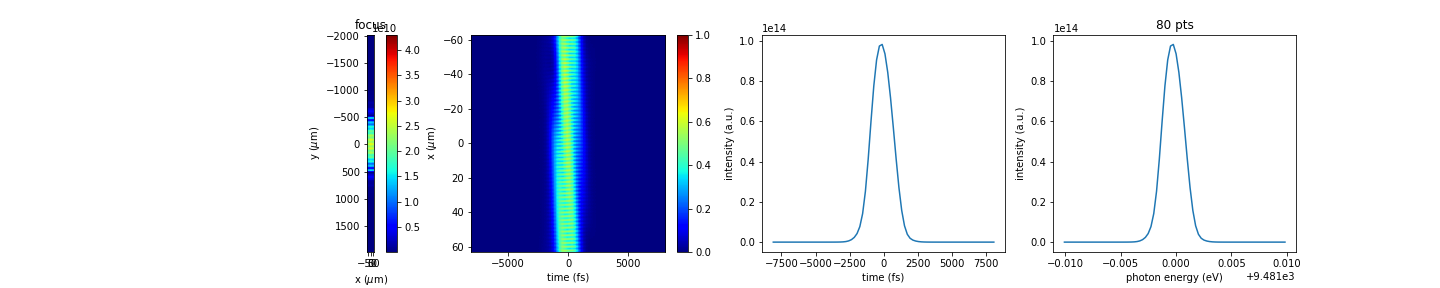 focus
1e10
−2000
−1500
−1000
−500
0
500
1000
1500
y (μm)
x (μm)
4.0
3.5
3.0
2.5
2.0
1.5
1.0
0.5
x (μm)
−60
−40
−20
0
20
40
60
−5000 0 5000
time (fs)
1.0
0.8
0.6
0.4
0.2
0.0
1e14
intensity (a.u.)
1.0
0.8
0.6
0.4
0.2
0.0
−7500 −5000 −2500 0 2500 5000 7500
time (fs)
80 pts
1e14
intensity (a.u.)
1.0
0.8
0.6
0.4
0.2
0.0
−0.010 −0.005 0.000 0.005 0.010
photon energy (eV)
+9.481e3